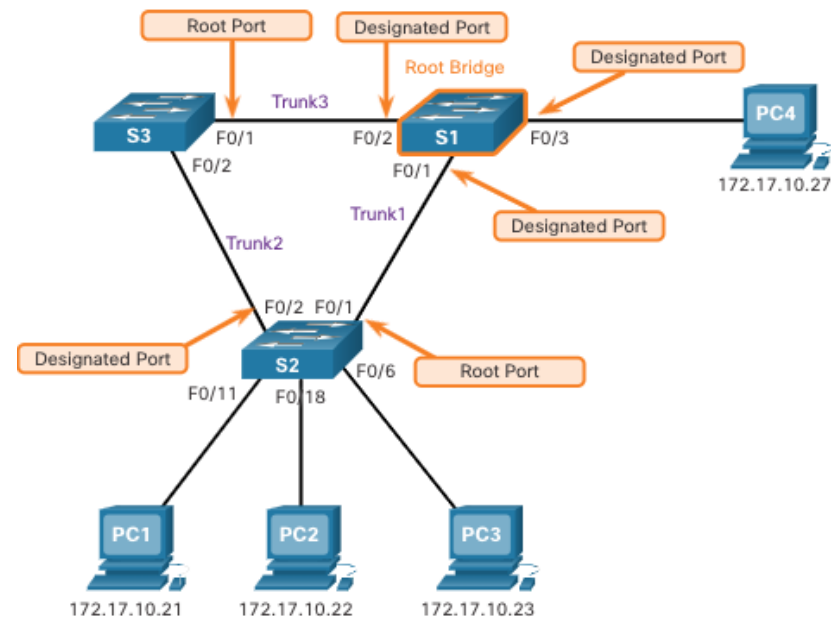 Root Port
Designated Port
Root Bridge
Designated Port
Trunk3
PC4
S3
F0/1
F0/2
S1
F0/3
F0/2
F0/1
172.17.10.27
Trunk1
Designated Port
Trunk2
F0/2
F0/1
Designated Port
S2
F0/6
Root Port
F0/11
F0/18
PC1
PC2
PC3
172.17.10.21
172.17.10.22
172.17.10.23